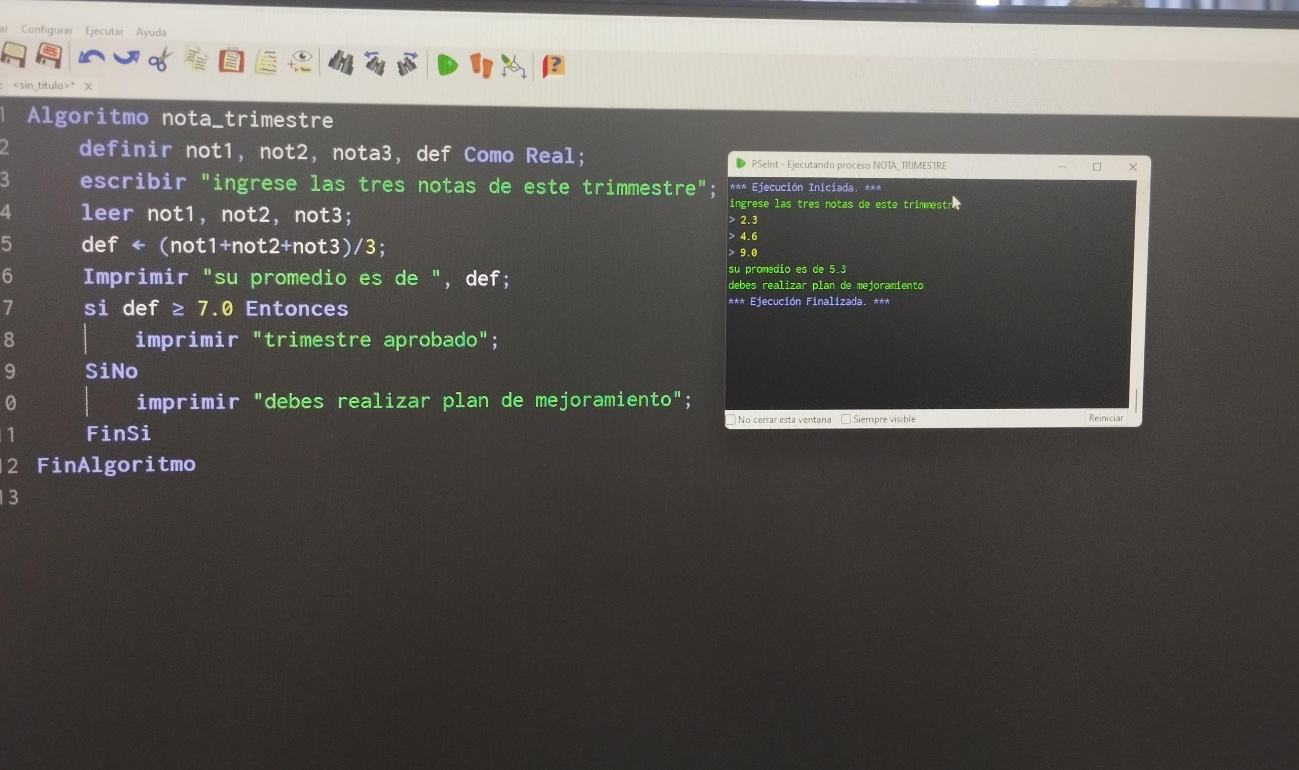 Configurar Ejecutar Ayuda
<sin_titulo>* X
1 Algoritmo nota_trimestre
2 definir not1, not2, nota3, def Como Real;
3 escribir "ingrese las tres notas de este trimmestre";
4 leer not1, not2, not3;
5 def ← (not1+not2+not3)/3;
6 Imprimir "su promedio es de ", def;
7 si def ≥ 7.0 Entonces
8 imprimir "trimestre aprobado";
9 SiNo
0 imprimir "debes realizar plan de mejoramiento";
11 FinSi
12 FinAlgoritmo
13
PSeInt - Ejecutando proceso NOTA_TRIMESTRE
*** Ejecución Iniciada. ***
ingrese las tres notas de este trimmestr
> 2.3
> 4.6
> 9.0
su promedio es de 5.3
debes realizar plan de mejoramiento
*** Ejecución Finalizada. ***
No cerrar esta ventana Siempre visible Reiniciar